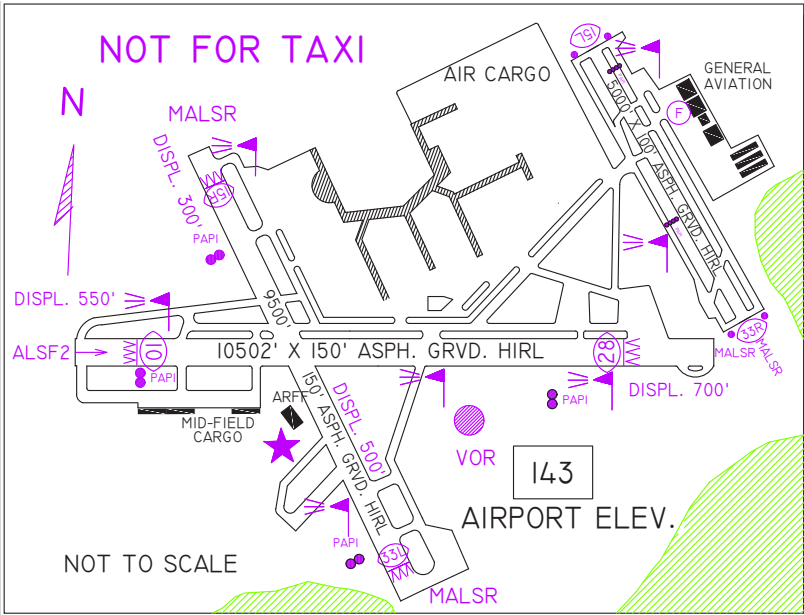 NOT FOR TAXI
15L
AIR CARGO
GENERAL
AVIATION
N
F
MALSR
5000' X 100' ASPH. GRVD. HIRL
DISPL. 300'
15R
PAPI
DISPL. 550'
9500'
150' ASPH. GRVD. HIRL
33R
ALSF2
10
10502' X 150' ASPH. GRVD. HIRL
28
MALSR
MALSR
PAPI
DISPL. 500'
DISPL. 700'
ARFF
PAPI
MID-FIELD
CARGO
VOR
143
AIRPORT ELEV.
PAPI
33L
NOT TO SCALE
MALSR